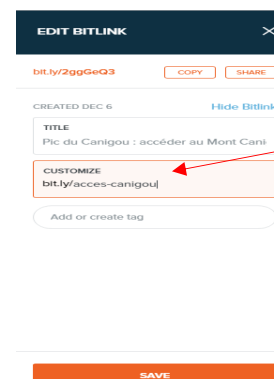 EDIT BITLINK
bit.ly/2ggGeQ3 COPY SHARE
CREATED DEC 6 Hide Bitlink
TITLE
Pic du Canigou : accéder au Mont Cani
CUSTOMIZE
bit.ly/acces-canigou
Add or create tag
SAVE